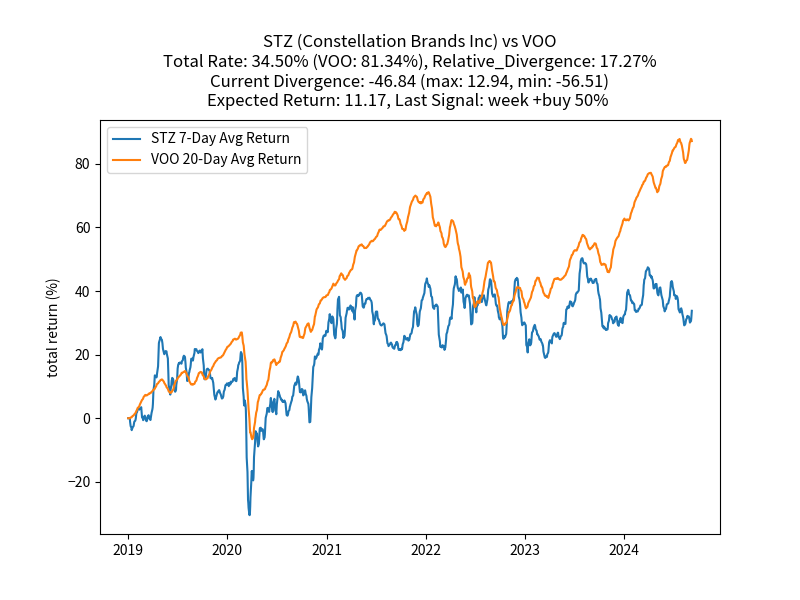 STZ (Constellation Brands Inc) vs VOO
Total Rate: 34.50% (VOO: 81.34%), Relative_Divergence: 17.27%
Current Divergence: -46.84 (max: 12.94, min: -56.51)
Expected Return: 11.17, Last Signal: week +buy 50%
STZ 7-Day Avg Return
VOO 20-Day Avg Return
80
60
40
20
0
−20
total return (%)
2019 2020 2021 2022 2023 2024